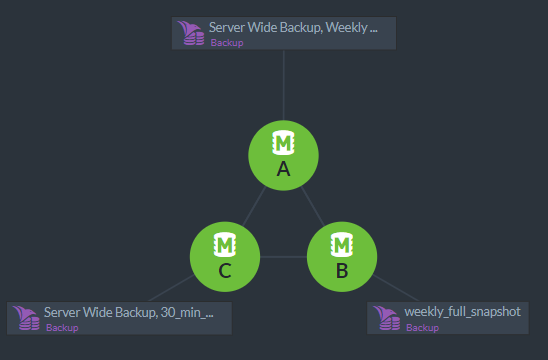 Server Wide Backup, Weekly ...
Backup
M
A
M
C
M
B
Server Wide Backup, 30_min_...
Backup
weekly_full_snapshot
Backup